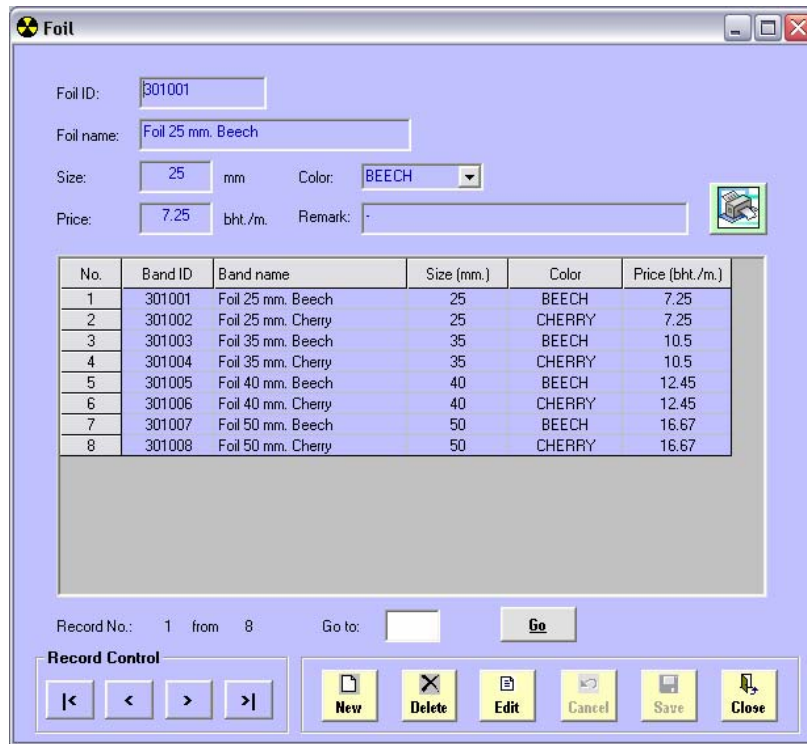 Foil
Foil ID: 301001
Foil name: Foil 25 mm. Beech
Size: 25 mm Color: BEECH
Price: 7.25 bht./m. Remark: -
No. Band ID Band name Size (mm.) Color Price (bht./m.)
1 301001 Foil 25 mm. Beech 25 BEECH 7.25
2 301002 Foil 25 mm. Cherry 25 CHERRY 7.25
3 301003 Foil 35 mm. Beech 35 BEECH 10.5
4 301004 Foil 35 mm. Cherry 35 CHERRY 10.5
5 301005 Foil 40 mm. Beech 40 BEECH 12.45
6 301006 Foil 40 mm. Cherry 40 CHERRY 12.45
7 301007 Foil 50 mm. Beech 50 BEECH 16.67
8 301008 Foil 50 mm. Cherry 50 CHERRY 16.67
Record No.: 1 from 8 Go to: Go
Record Control
|< < > >| New Delete Edit Cancel Save Close